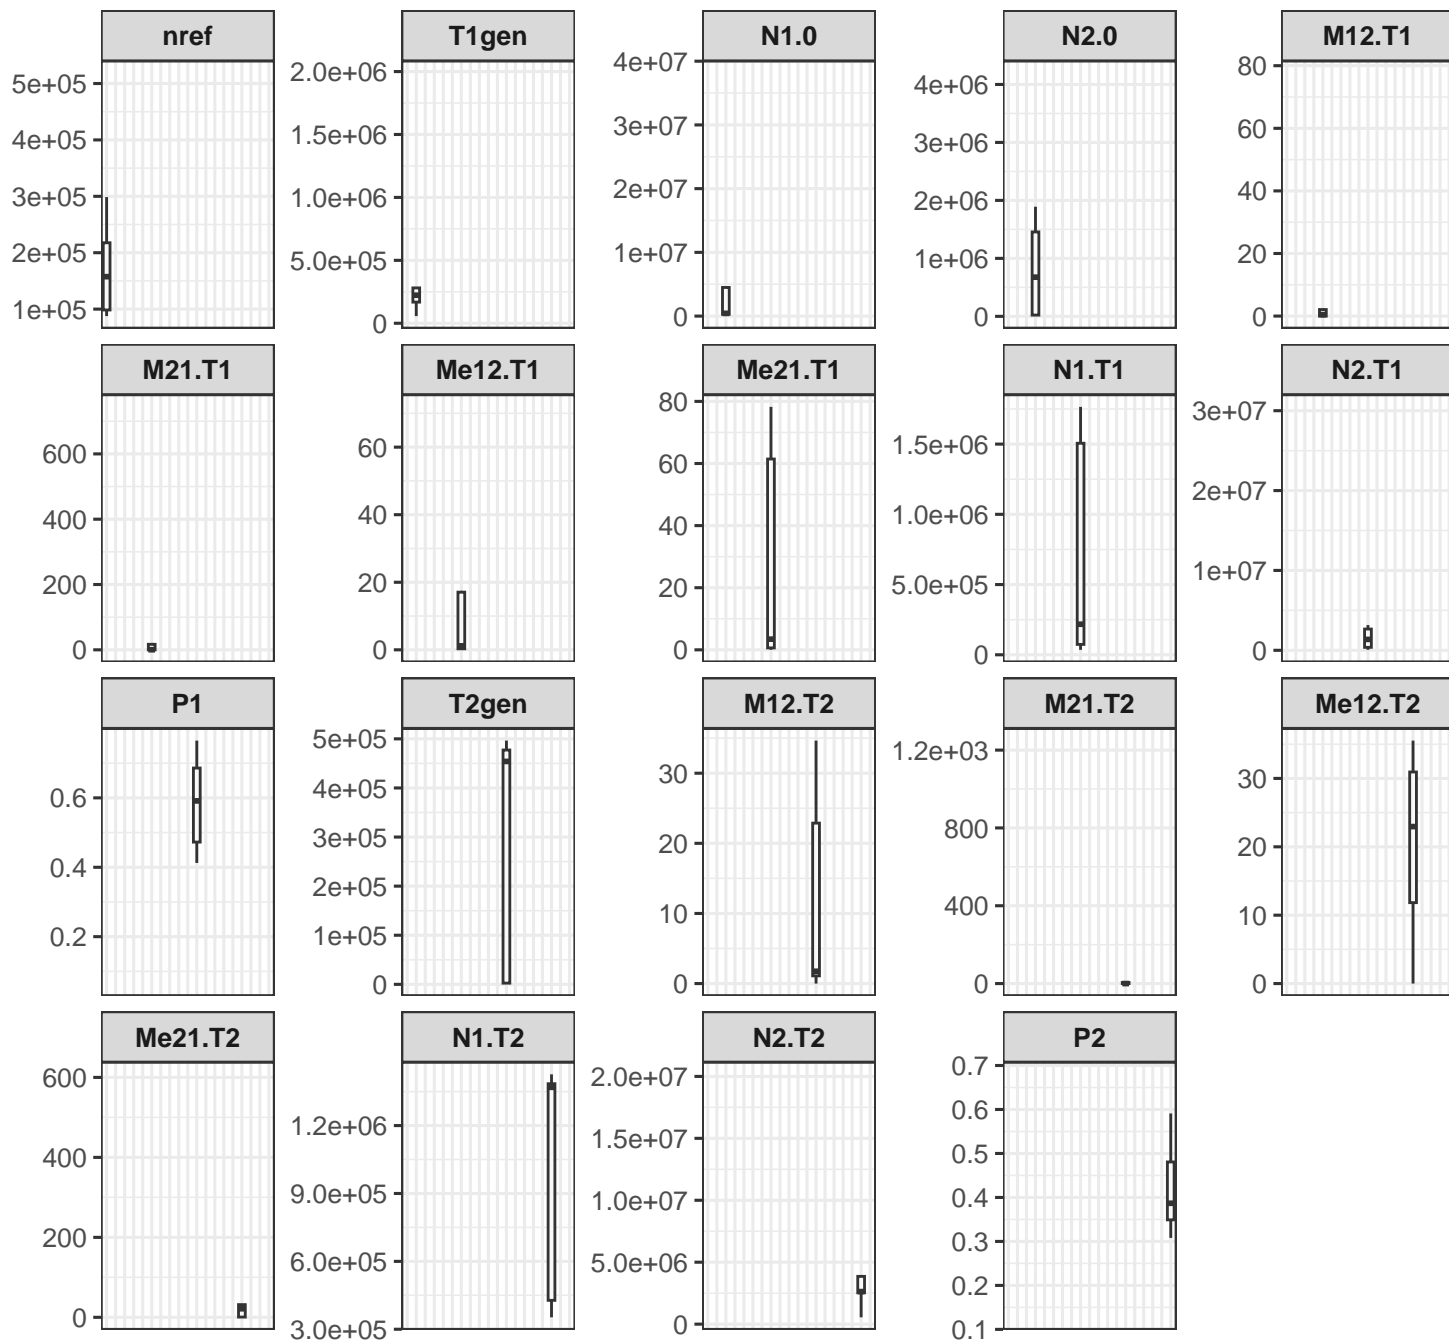 nref
T1gen
N1.0
N2.0
M12.T1
5e+05
4e+05
3e+05
2e+05
1e+05
2.0e+06
1.5e+06
1.0e+06
5.0e+05
0
4e+07
3e+07
2e+07
1e+07
0
4e+06
3e+06
2e+06
1e+06
0
80
60
40
20
0
M21.T1
Me12.T1
Me21.T1
N1.T1
N2.T1
600
400
200
0
60
40
20
0
80
60
40
20
0
1.5e+06
1.0e+06
5.0e+05
0
3e+07
2e+07
1e+07
0
P1
T2gen
M12.T2
M21.T2
Me12.T2
0.6
0.4
0.2
5e+05
4e+05
3e+05
2e+05
1e+05
0
30
20
10
0
1.2e+03
800
400
0
30
20
10
0
Me21.T2
N1.T2
N2.T2
P2
600
400
200
0
1.2e+06
9.0e+05
6.0e+05
3.0e+05
2.0e+07
1.5e+07
1.0e+07
5.0e+06
0
0.7
0.6
0.5
0.4
0.3
0.2
0.1